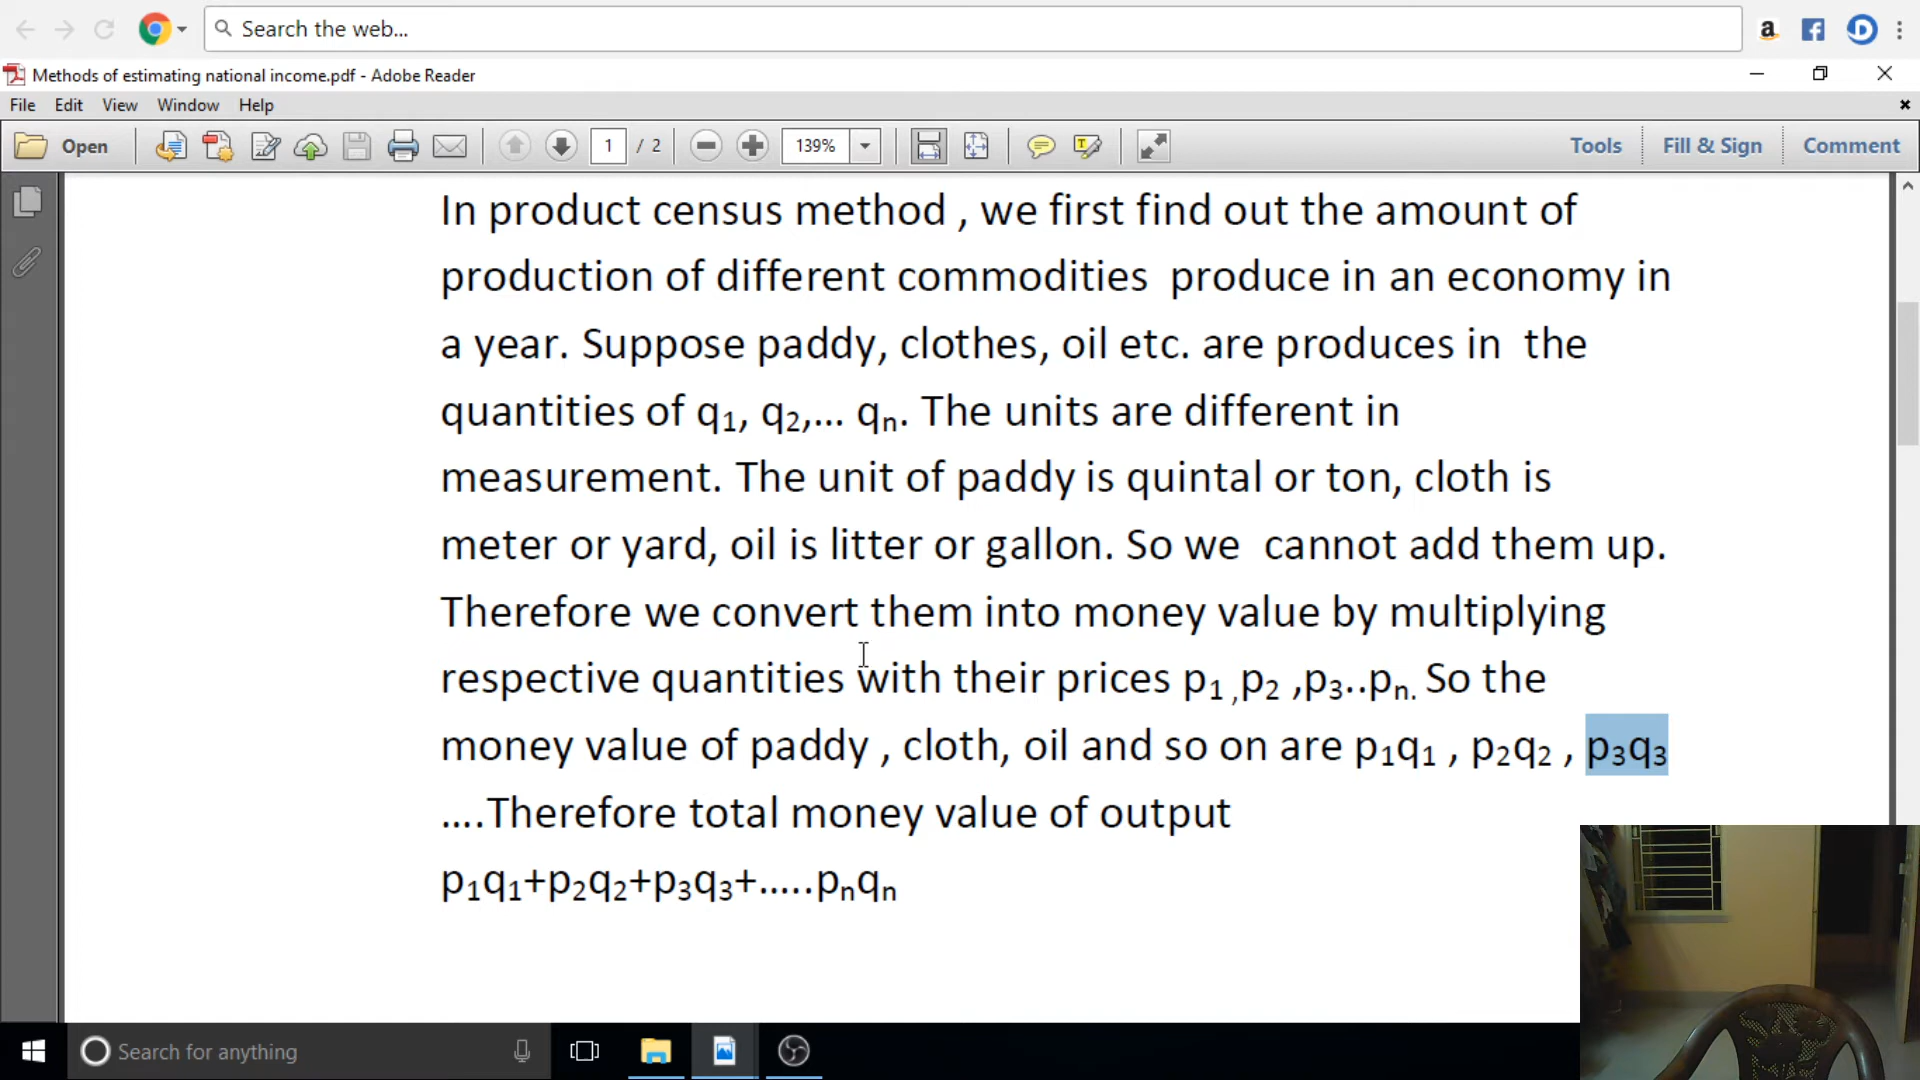 Search the web...
a
f
D
Methods of estimating national income.pdf - Adobe Reader
File Edit View Window Help
Open 1 / 2 139% Tools Fill & Sign Comment
In product census method , we first find out the amount of
production of different commodities produce in an economy in
a year. Suppose paddy, clothes, oil etc. are produces in the
quantities of q₁, q₂,... qₙ. The units are different in
measurement. The unit of paddy is quintal or ton, cloth is
meter or yard, oil is litter or gallon. So we cannot add them up.
Therefore we convert them into money value by multiplying
respective quantities with their prices p₁ ,p₂ ,p₃..pₙ. So the
money value of paddy , cloth, oil and so on are p₁q₁ , p₂q₂ , p₃q₃
....Therefore total money value of output
p₁q₁+p₂q₂+p₃q₃+.....pₙqₙ
Search for anything